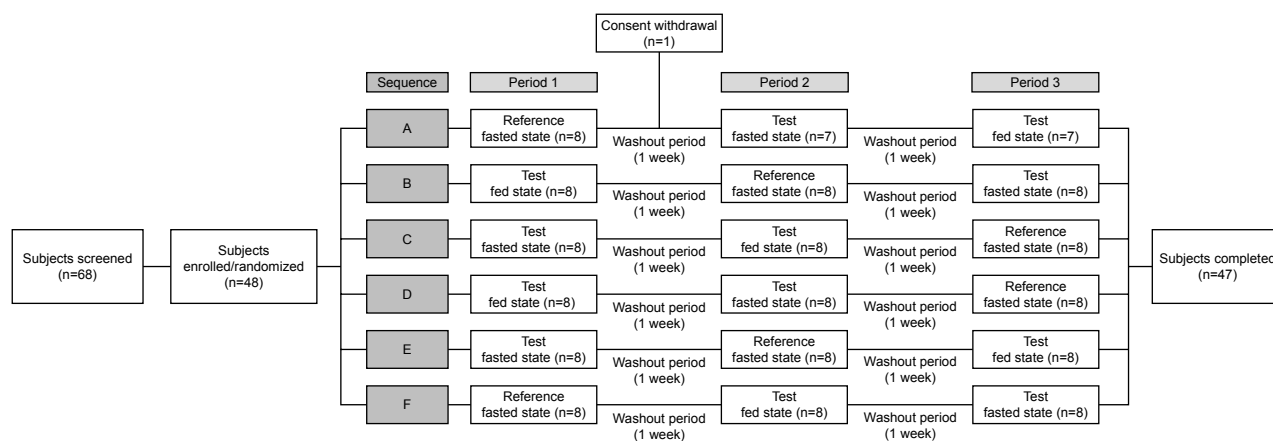 Consent withdrawal
(n=1)
Sequence
Period 1
Period 2
Period 3
A
Reference
fasted state (n=8)
Washout period
(1 week)
Test
fasted state (n=7)
Washout period
(1 week)
Test
fed state (n=7)
B
Test
fed state (n=8)
Washout period
(1 week)
Reference
fasted state (n=8)
Washout period
(1 week)
Test
fasted state (n=8)
C
Test
fasted state (n=8)
Washout period
(1 week)
Test
fed state (n=8)
Washout period
(1 week)
Reference
fasted state (n=8)
Subjects screened
(n=68)
Subjects
enrolled/randomized
(n=48)
Subjects completed
(n=47)
D
Test
fed state (n=8)
Washout period
(1 week)
Test
fasted state (n=8)
Washout period
(1 week)
Reference
fasted state (n=8)
E
Test
fasted state (n=8)
Washout period
(1 week)
Reference
fasted state (n=8)
Washout period
(1 week)
Test
fed state (n=8)
F
Reference
fasted state (n=8)
Washout period
(1 week)
Test
fed state (n=8)
Washout period
(1 week)
Test
fasted state (n=8)